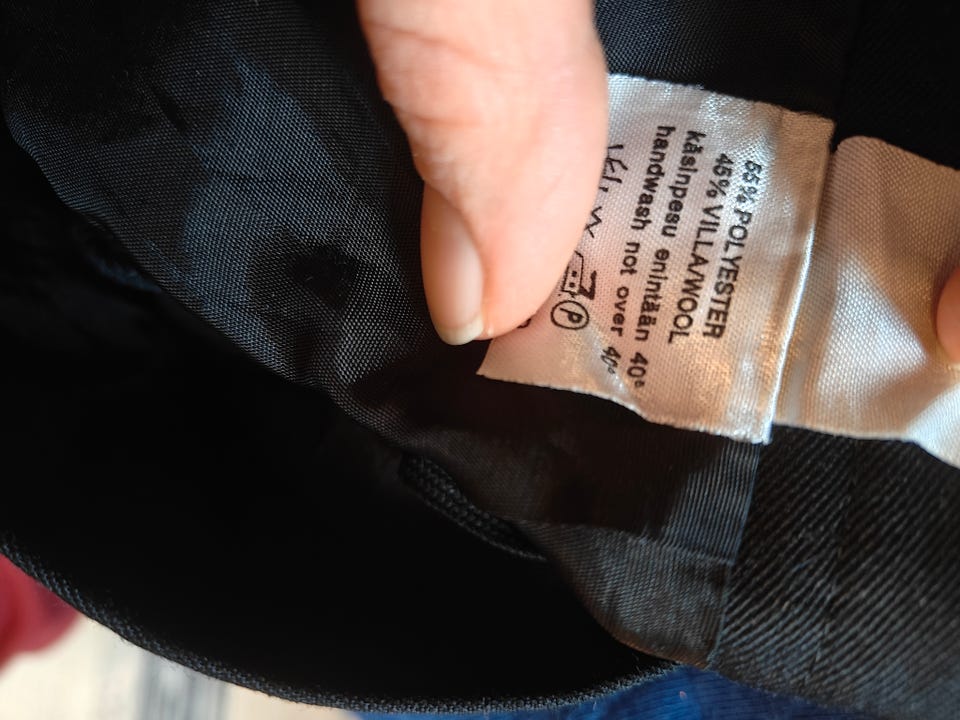 55% POLYESTER
45% VILLA/WOOL
käsinpesu enintään 40°
handwash not over 40°
P